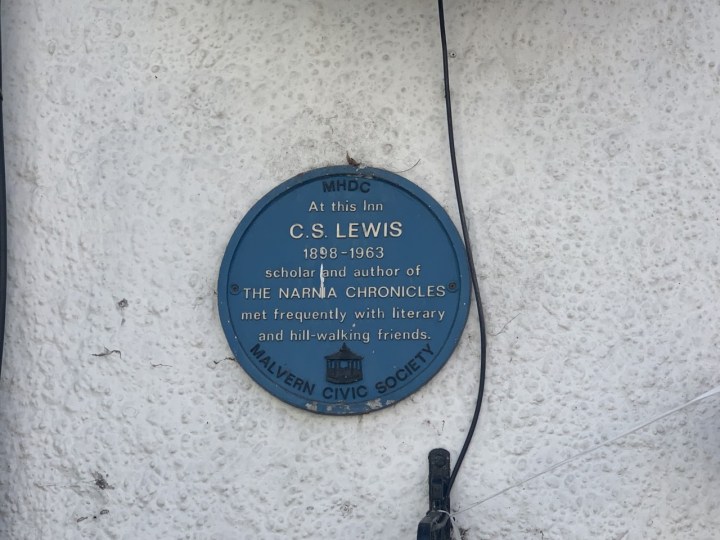 MHDC
At this Inn
C.S. LEWIS
1898-1963
scholar and author of
THE NARNIA CHRONICLES
met frequently with literary
and hill-walking friends.
MALVERN CIVIC SOCIETY